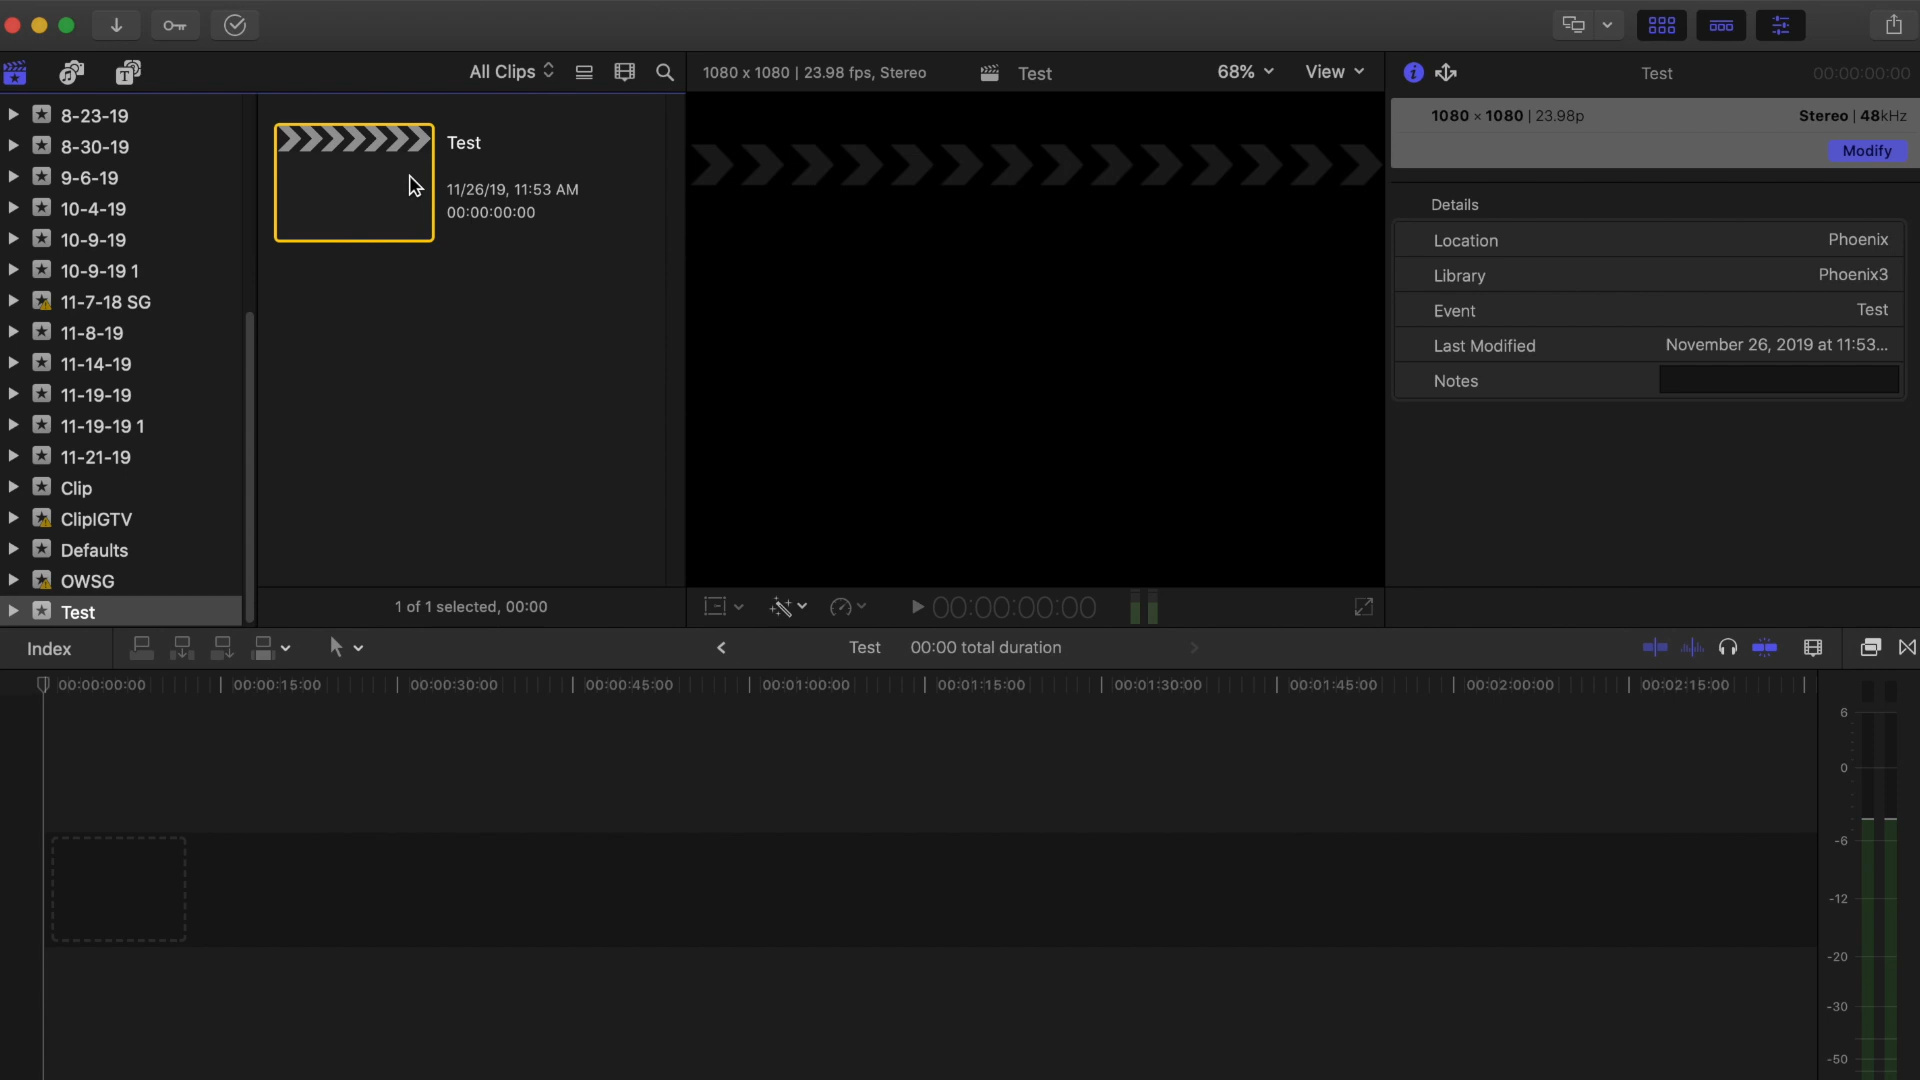 All Clips
1080 x 1080 | 23.98 fps, Stereo
Test
68%
View
Test
00:00:00:00
8-23-19
8-30-19
9-6-19
10-4-19
10-9-19
10-9-19 1
11-7-18 SG
11-8-19
11-14-19
11-19-19
11-19-19 1
11-21-19
Clip
ClipIGTV
Defaults
OWSG
Test
Test
11/26/19, 11:53 AM
00:00:00:00
1 of 1 selected, 00:00
00:00:00:00
1080 × 1080 | 23.98p
Stereo | 48kHz
Modify
Details
Location Phoenix
Library Phoenix3
Event Test
Last Modified November 26, 2019 at 11:53...
Notes
Index
Test 00:00 total duration
00:00:00:00 00:00:15:00 00:00:30:00 00:00:45:00 00:01:00:00 00:01:15:00 00:01:30:00 00:01:45:00 00:02:00:00 00:02:15:00
6
0
-6
-12
-20
-30
-50